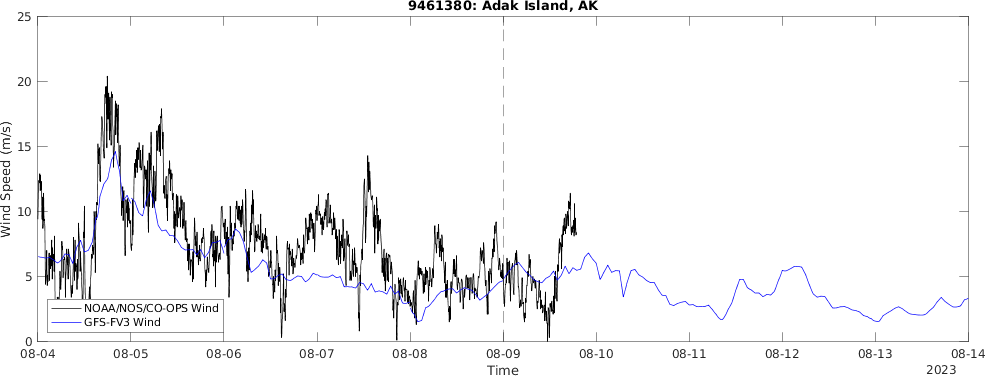 9461380: Adak Island, AK
25
20
15
10
5
0
Wind Speed (m/s)
NOAA/NOS/CO-OPS Wind
GFS-FV3 Wind
08-04 08-05 08-06 08-07 08-08 08-09 08-10 08-11 08-12 08-13 08-14
Time
2023